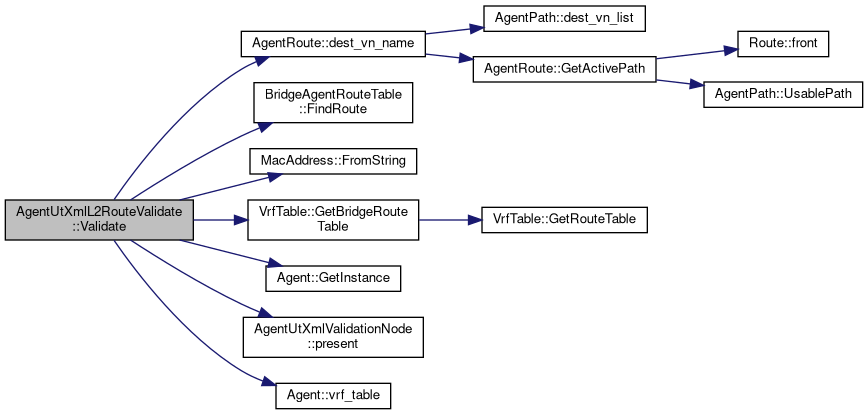 AgentUtXmlL2RouteValidate
::Validate
AgentRoute::dest_vn_name
AgentPath::dest_vn_list
AgentRoute::GetActivePath
Route::front
AgentPath::UsablePath
BridgeAgentRouteTable
::FindRoute
MacAddress::FromString
VrfTable::GetBridgeRoute
Table
VrfTable::GetRouteTable
Agent::GetInstance
AgentUtXmlValidationNode
::present
Agent::vrf_table